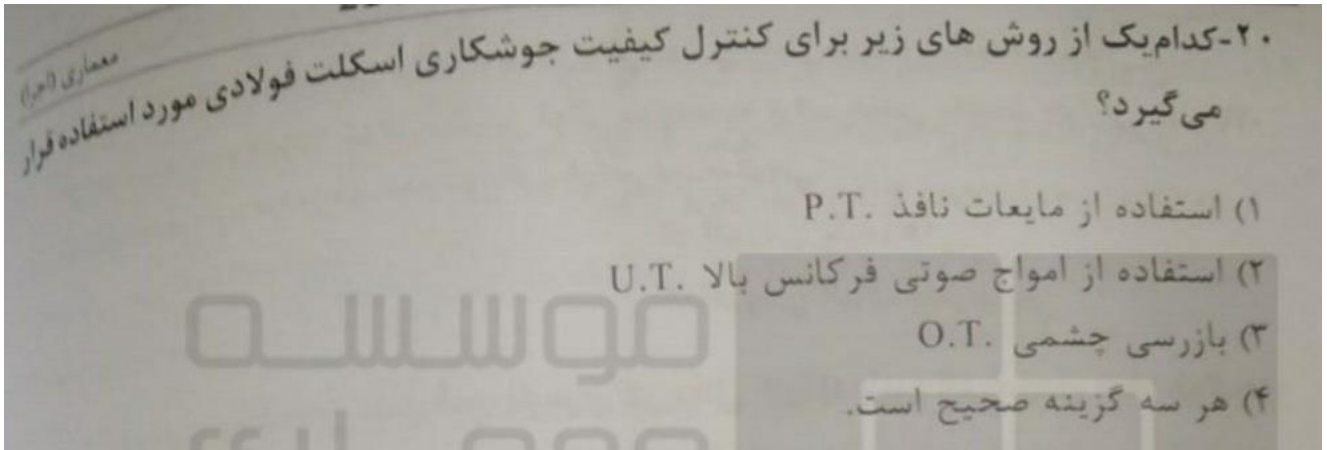 معماری (اجرا)
۲۰-کدام‌یک از روش های زیر برای کنترل کیفیت جوشکاری اسکلت فولادی مورد استفاده قرار
می‌گیرد؟
۱) استفاده از مایعات نافذ P.T.
۲) استفاده از امواج صوتی فرکانس بالا U.T.
۳) بازرسی چشمی O.T.
۴) هر سه گزینه صحیح است.
موسسه